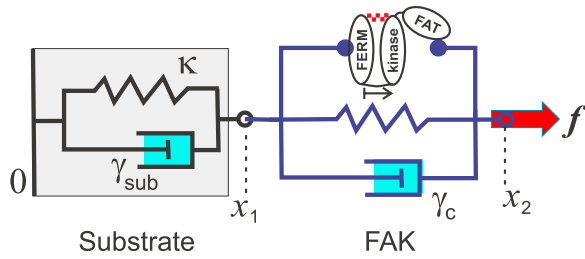 κ
FERM
kinase
FAT
γsub
0
x1
γc
x2
f
Substrate
FAK